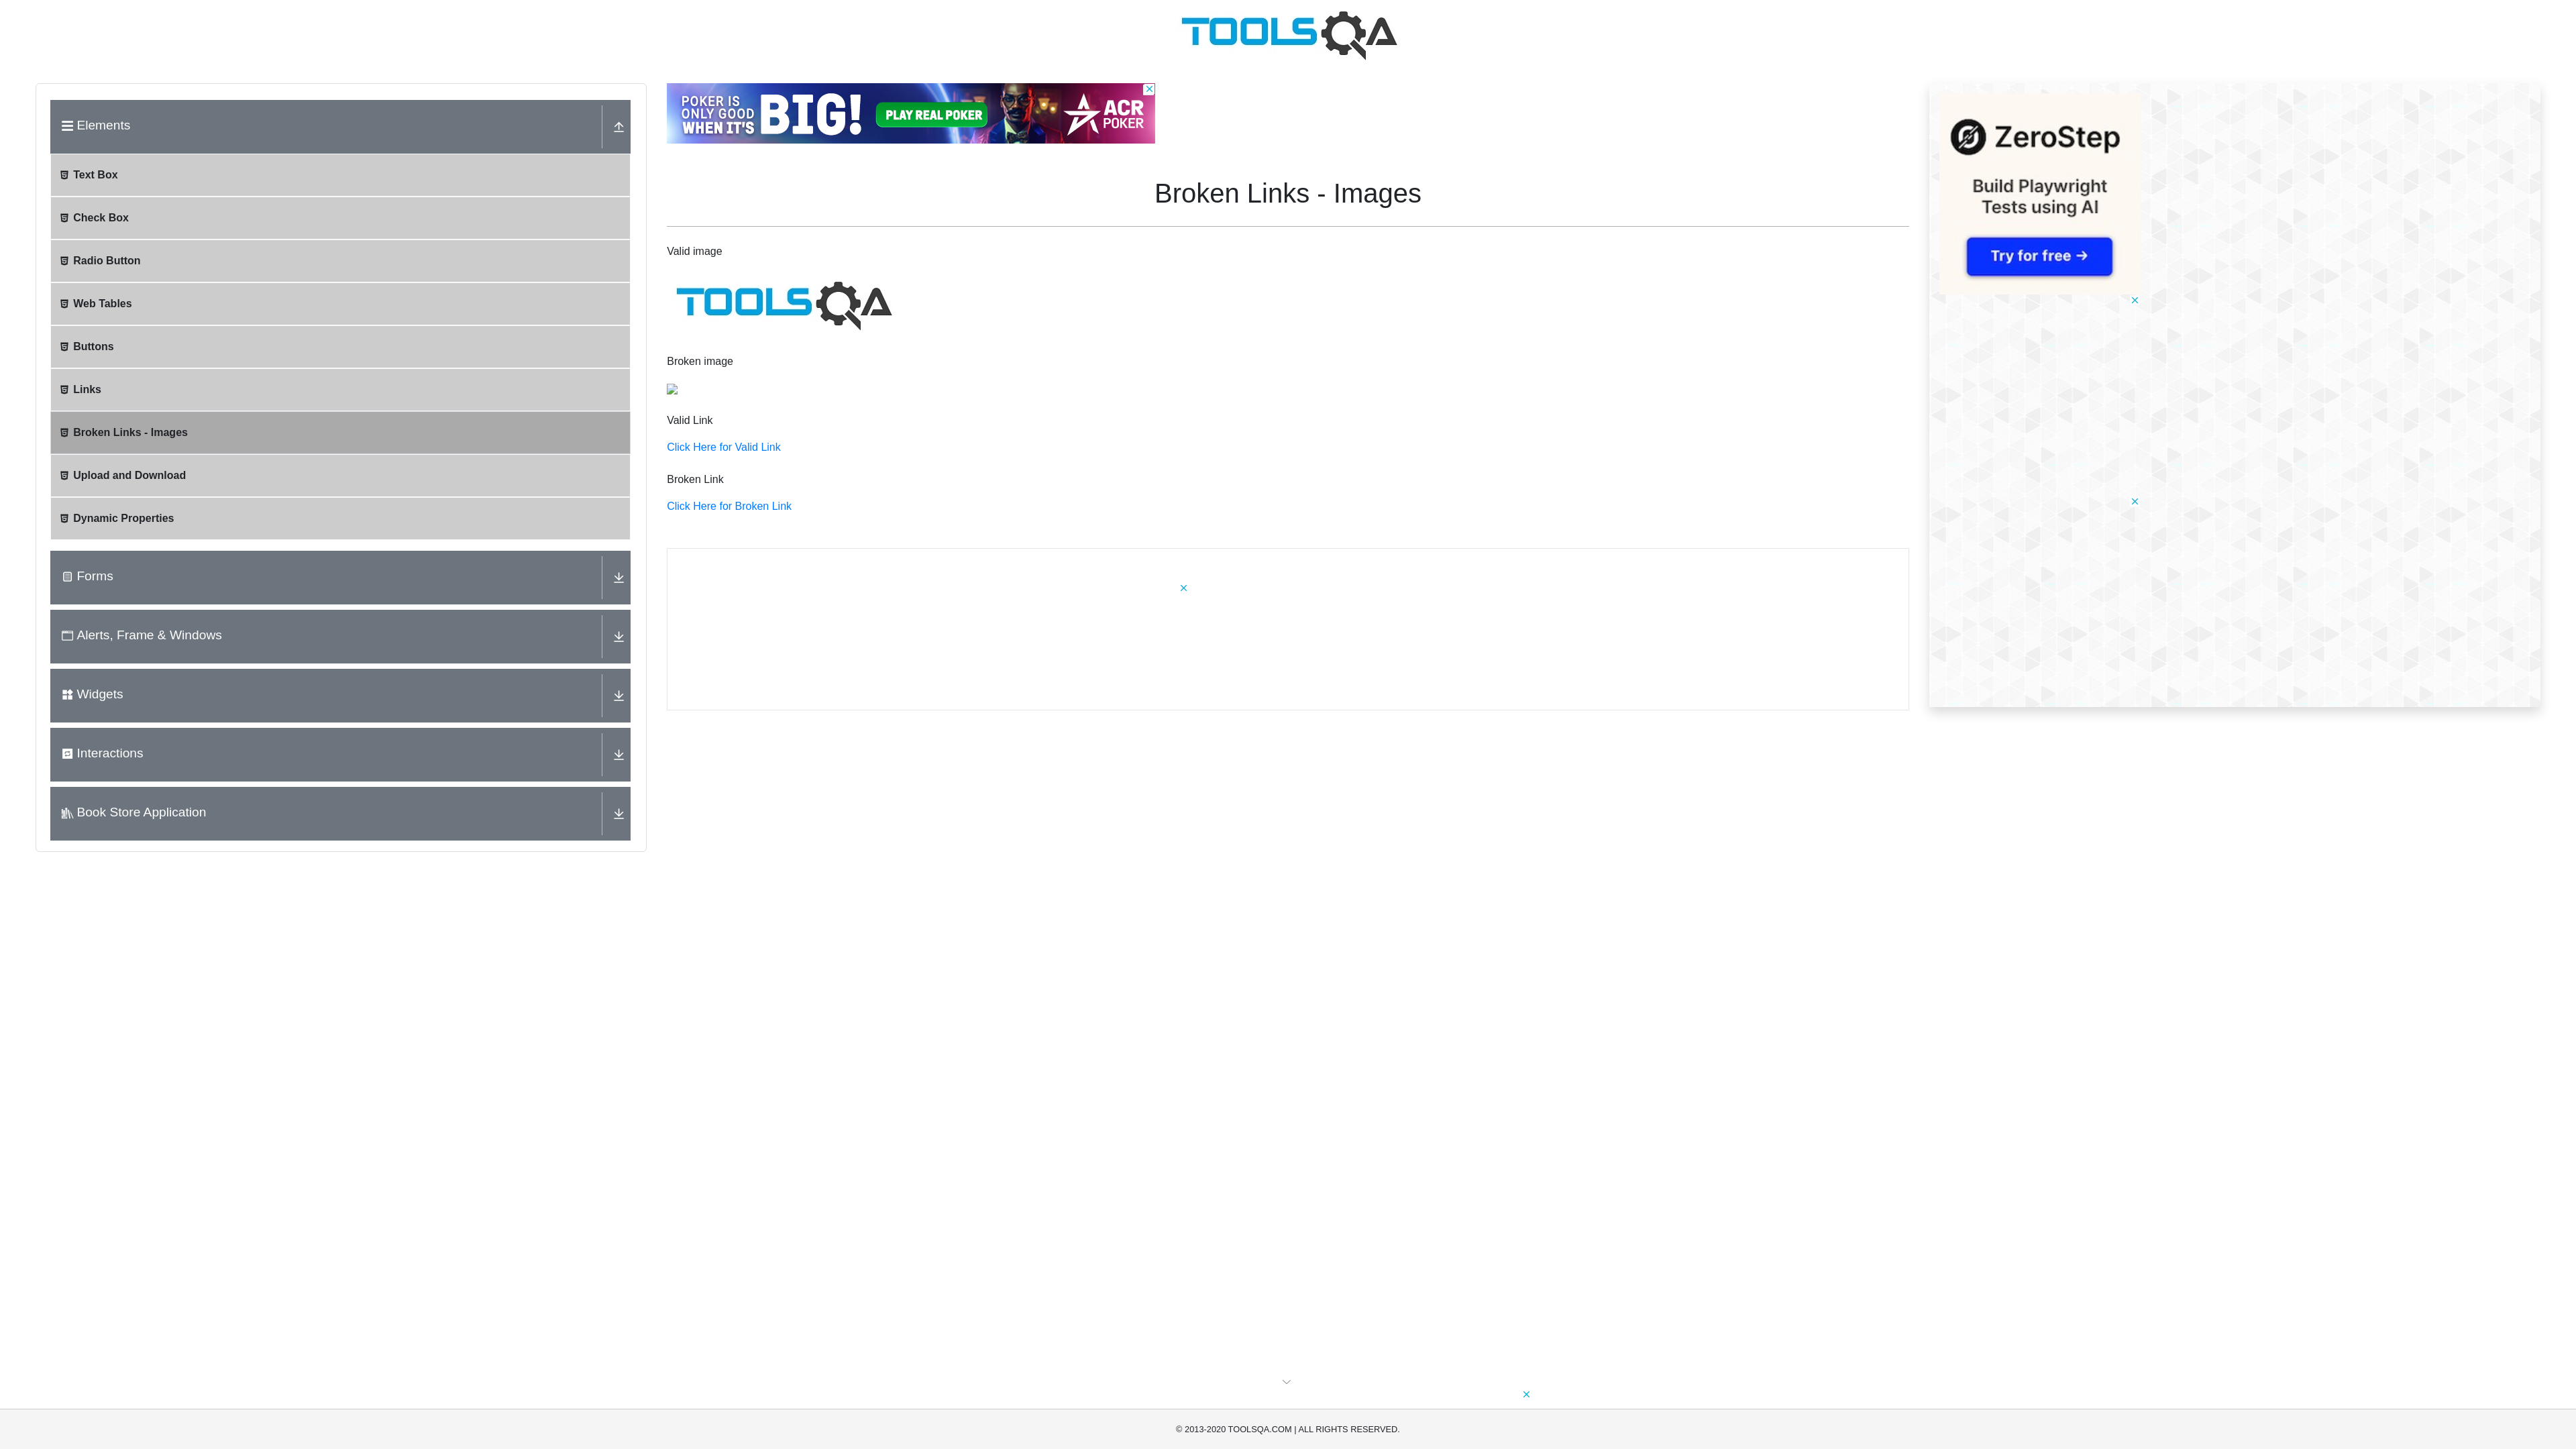 TOOLSQA
Elements
Text Box
Check Box
Radio Button
Web Tables
Buttons
Links
Broken Links - Images
Upload and Download
Dynamic Properties
Forms
Alerts, Frame & Windows
Widgets
Interactions
Book Store Application
POKER IS
ONLY GOOD
WHEN IT'S
BIG!
PLAY REAL POKER
ACR
POKER
Broken Links - Images
Valid image
TOOLSQA
Broken image
Valid Link
Click Here for Valid Link
Broken Link
Click Here for Broken Link
ZeroStep
Build Playwright
Tests using AI
Try for free →
© 2013-2020 TOOLSQA.COM | ALL RIGHTS RESERVED.